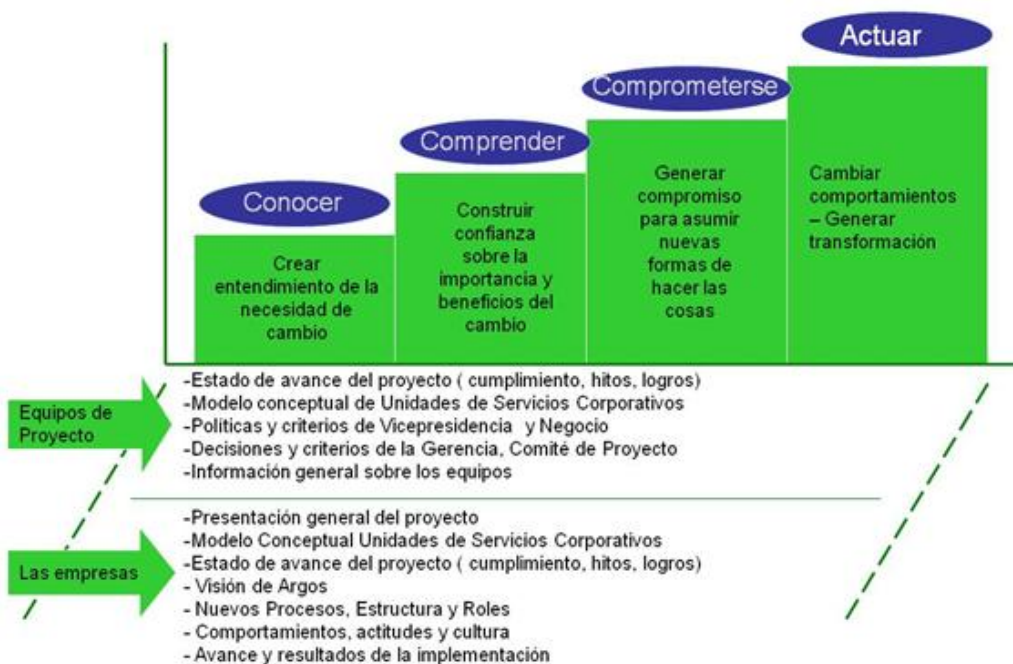 Conocer
Crear
entendimiento de la
necesidad de
cambio
Comprender
Construir
confianza
sobre la
importancia y
beneficios del
cambio
Comprometerse
Generar
compromiso
para asumir
nuevas
formas de
hacer las
cosas
Actuar
Cambiar
comportamientos
– Generar
transformación
Equipos de
Proyecto
-Estado de avance del proyecto ( cumplimiento, hitos, logros)
-Modelo conceptual de Unidades de Servicios Corporativos
-Políticas y criterios de Vicepresidencia y Negocio
-Decisiones y criterios de la Gerencia, Comité de Proyecto
-Información general sobre los equipos
Las empresas
-Presentación general del proyecto
- Modelo Conceptual Unidades de Servicios Corporativos
-Estado de avance del proyecto ( cumplimiento, hitos, logros)
- Visión de Argos
- Nuevos Procesos, Estructura y Roles
- Comportamientos, actitudes y cultura
- Avance y resultados de la implementación